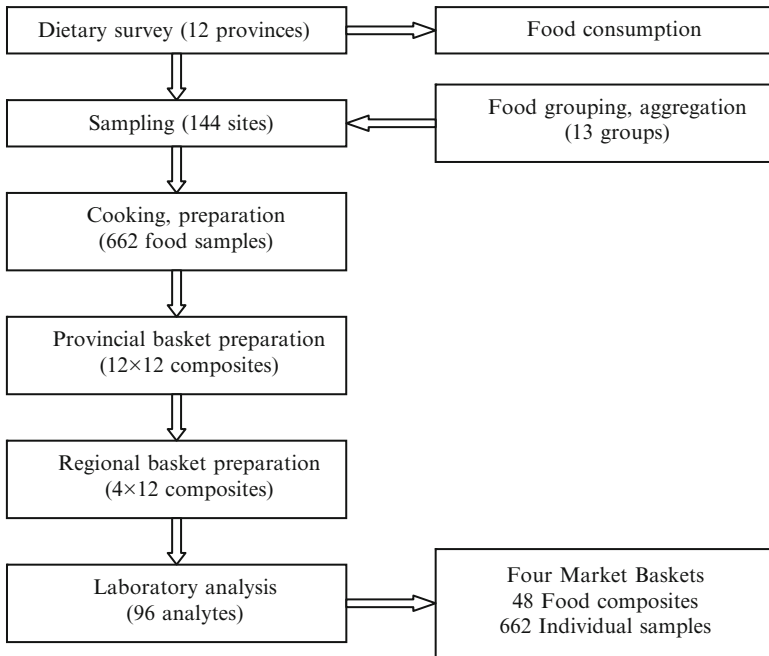 Dietary survey (12 provinces)
Food consumption
Sampling (144 sites)
Food grouping, aggregation
(13 groups)
Cooking, preparation
(662 food samples)
Provincial basket preparation
(12×12 composites)
Regional basket preparation
(4×12 composites)
Laboratory analysis
(96 analytes)
Four Market Baskets
48 Food composites
662 Individual samples